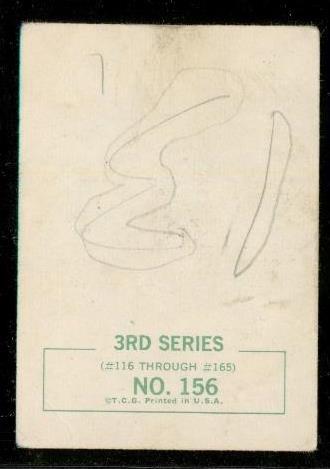 3RD SERIES
(#116 THROUGH #165)
NO. 156
©T.C.G. Printed in U.S.A.